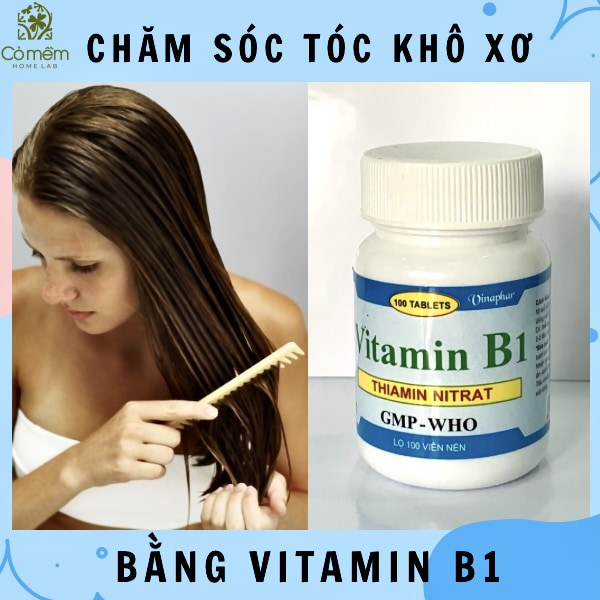 Cỏ mềm
HOME LAB
CHĂM SÓC TÓC KHÔ XƠ
100 TABLETS
Vinaphar
Vitamin B1
THIAMIN NITRAT
GMP-WHO
LỌ 100 VIÊN NÉN
BẰNG VITAMIN B1